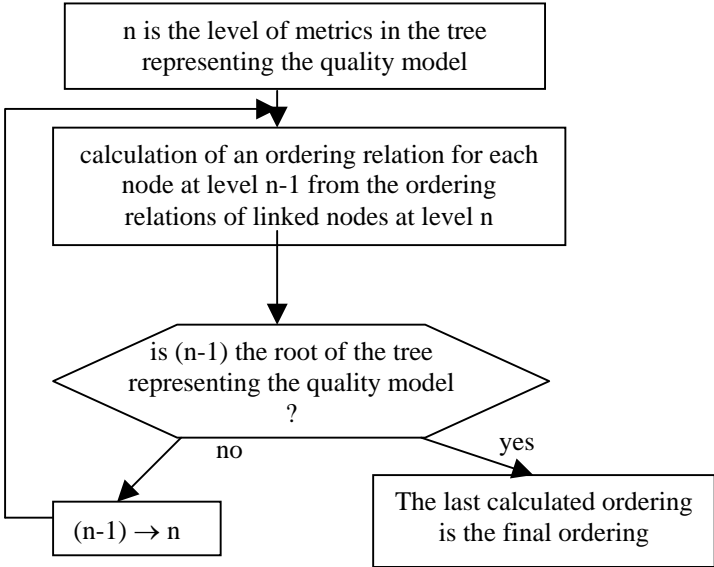 n is the level of metrics in the tree
representing the quality model
calculation of an ordering relation for each
node at level n-1 from the ordering
relations of linked nodes at level n
is (n-1) the root of the tree
representing the quality model
?
no
yes
(n-1) → n
The last calculated ordering
is the final ordering